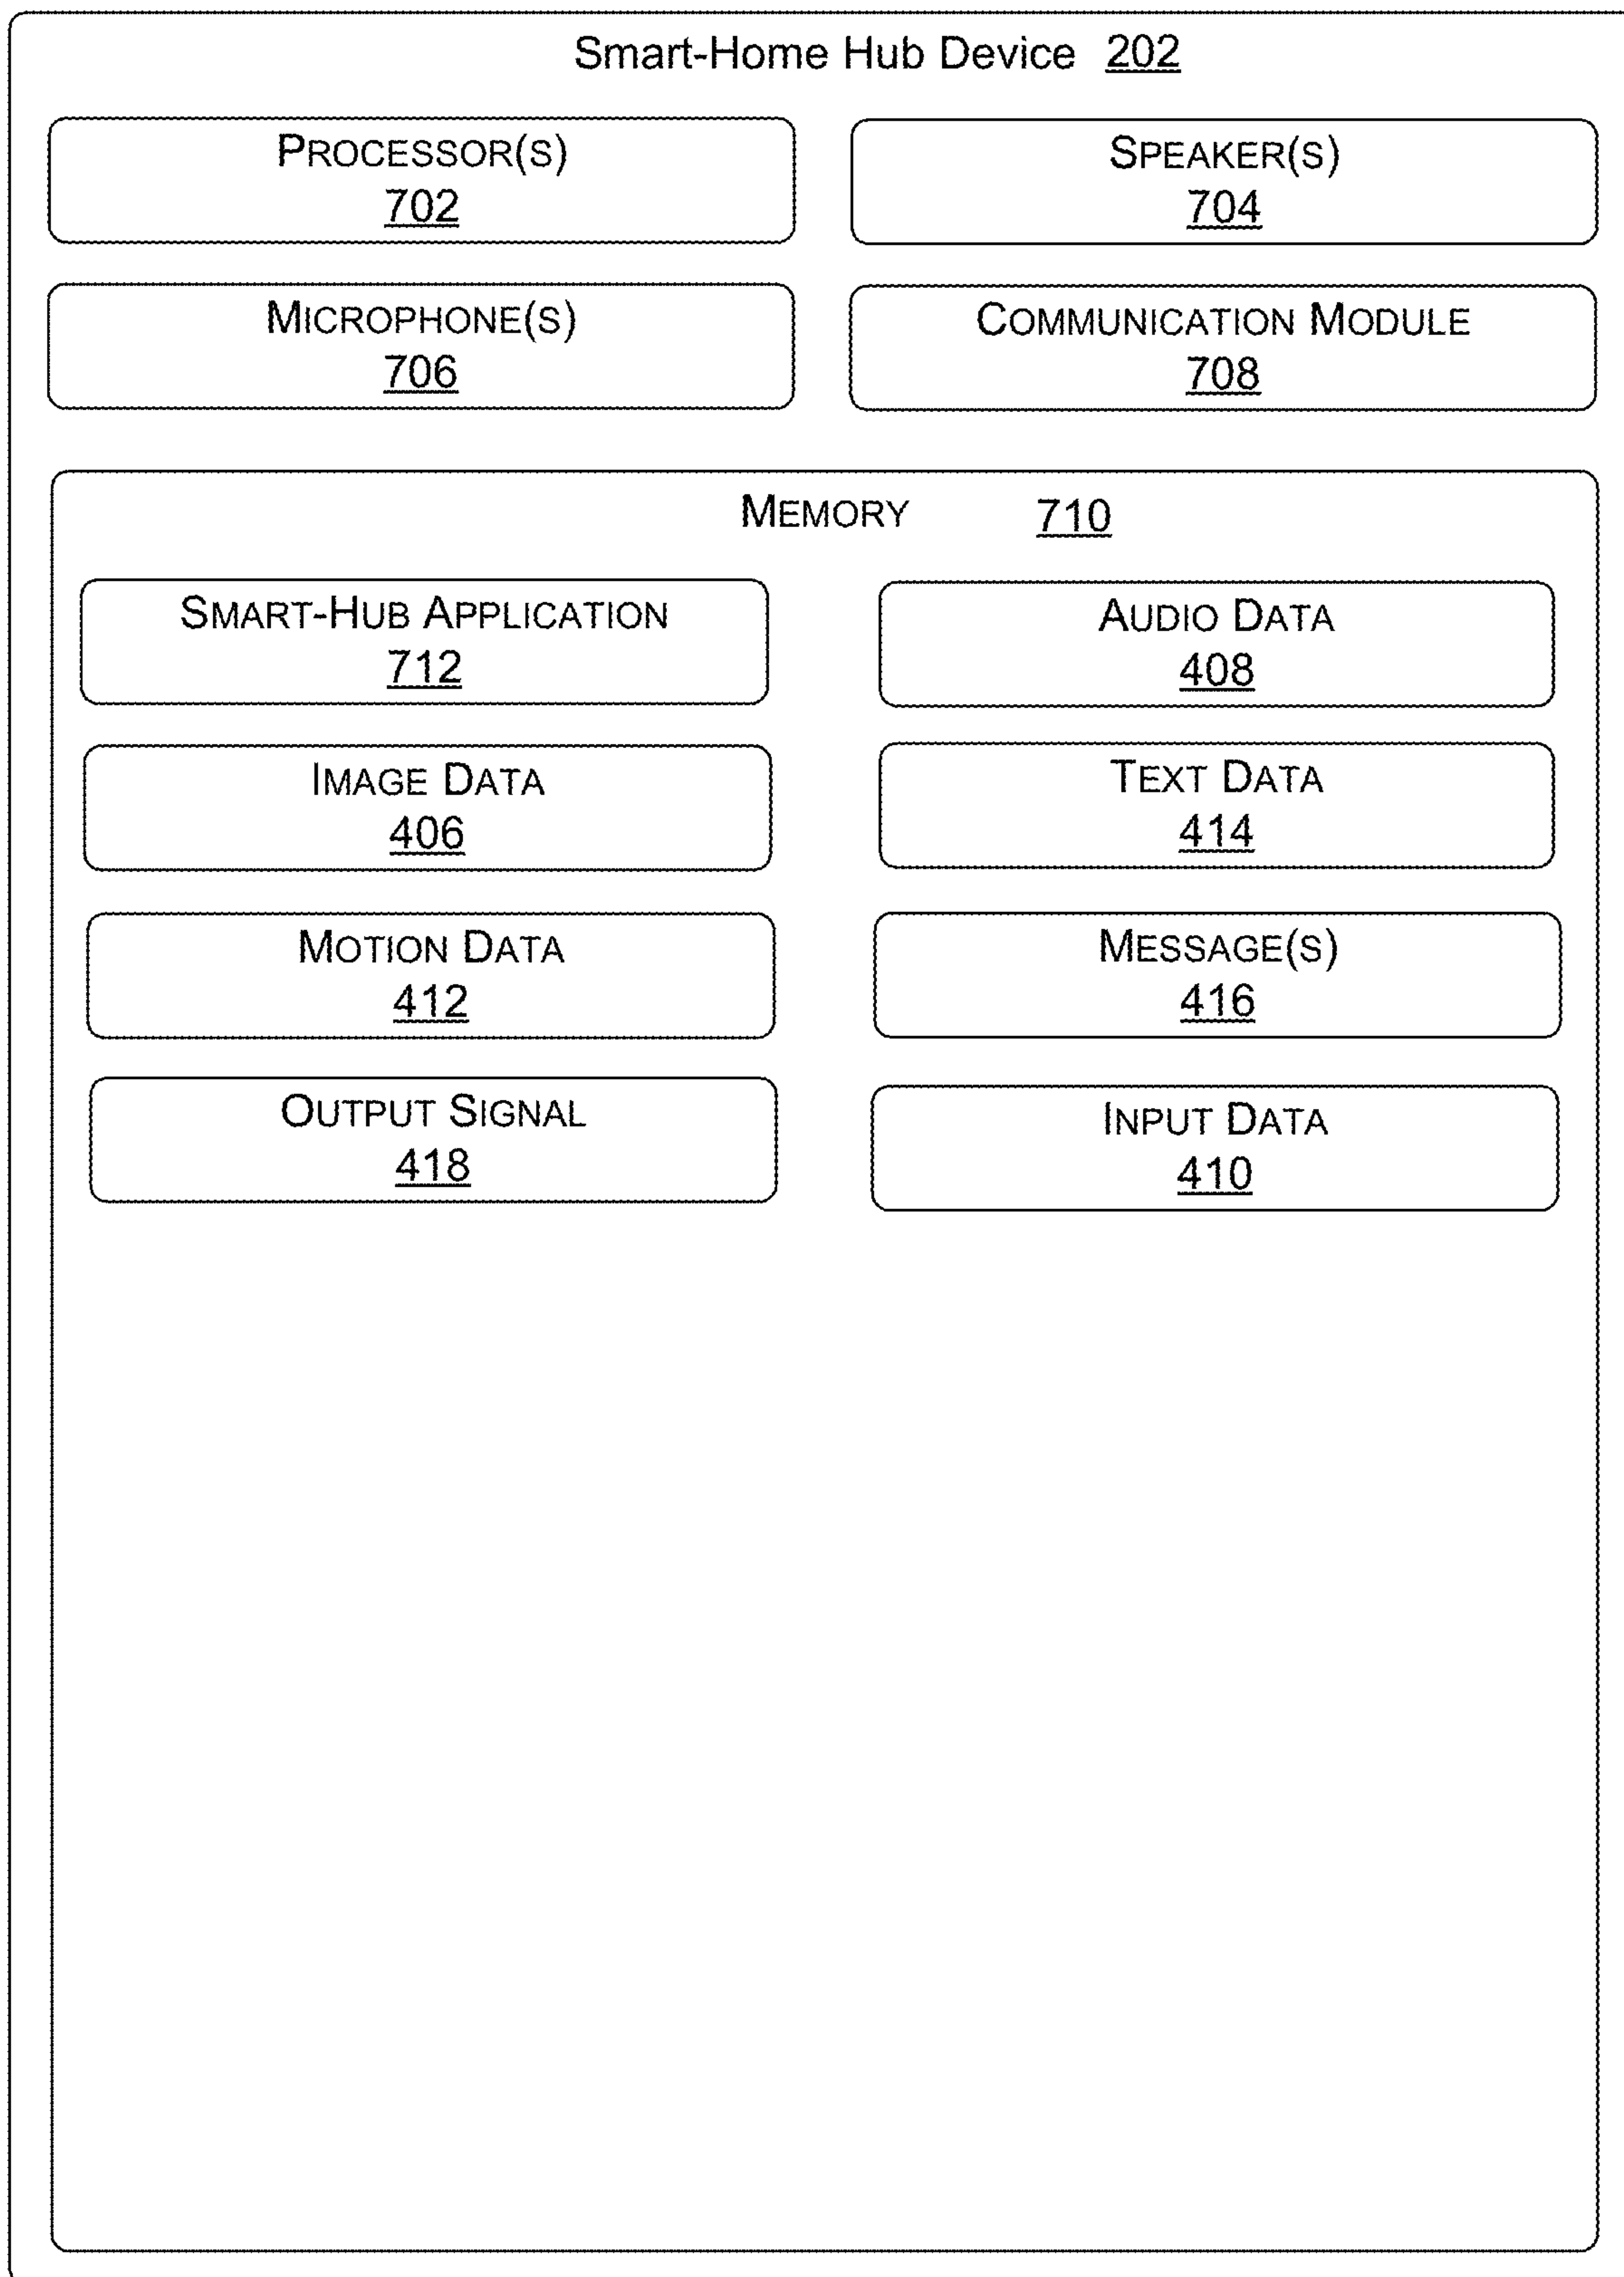 Smart-Home Hub Device 202
PROCESSOR(S)
702
SPEAKER(S)
704
MICROPHONE(S)
706
COMMUNICATION MODULE
708
MEMORY 710
SMART-HUB APPLICATION
712
AUDIO DATA
408
IMAGE DATA
406
TEXT DATA
414
MOTION DATA
412
MESSAGE(S)
416
OUTPUT SIGNAL
418
INPUT DATA
410